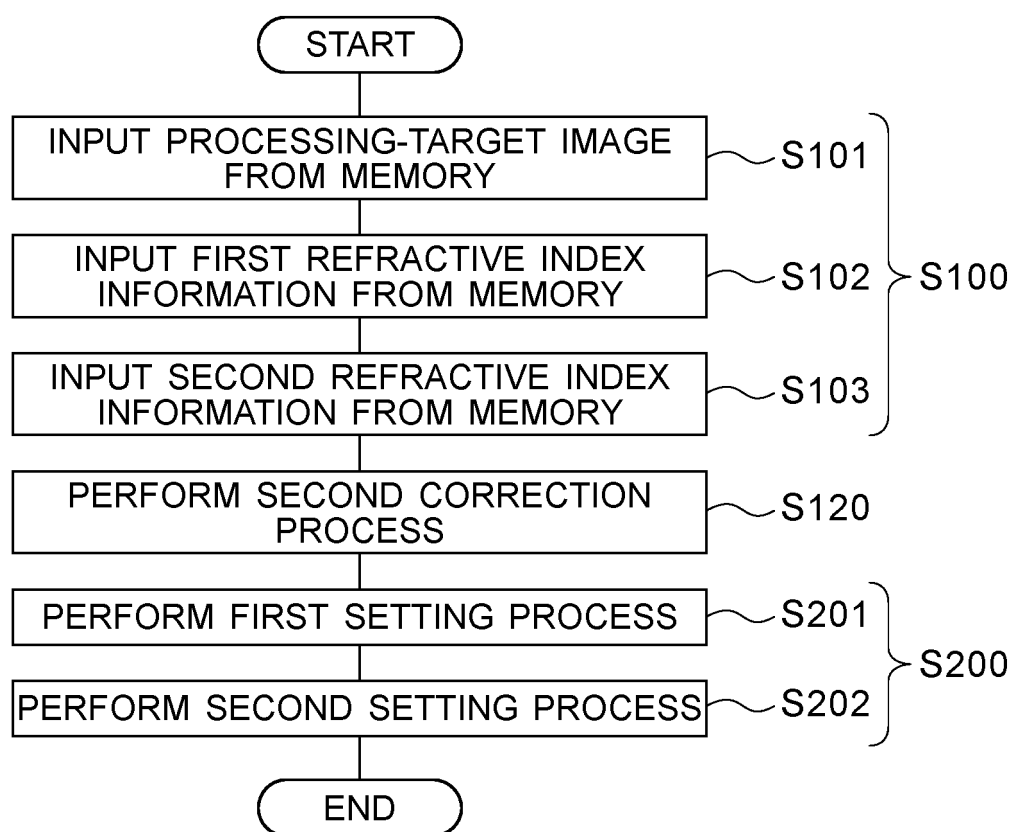 START
INPUT PROCESSING-TARGET IMAGE
FROM MEMORY
S101
INPUT FIRST REFRACTIVE INDEX
INFORMATION FROM MEMORY
S102
S100
INPUT SECOND REFRACTIVE INDEX
INFORMATION FROM MEMORY
S103
PERFORM SECOND CORRECTION
PROCESS
S120
PERFORM FIRST SETTING PROCESS
S201
S200
PERFORM SECOND SETTING PROCESS
S202
END